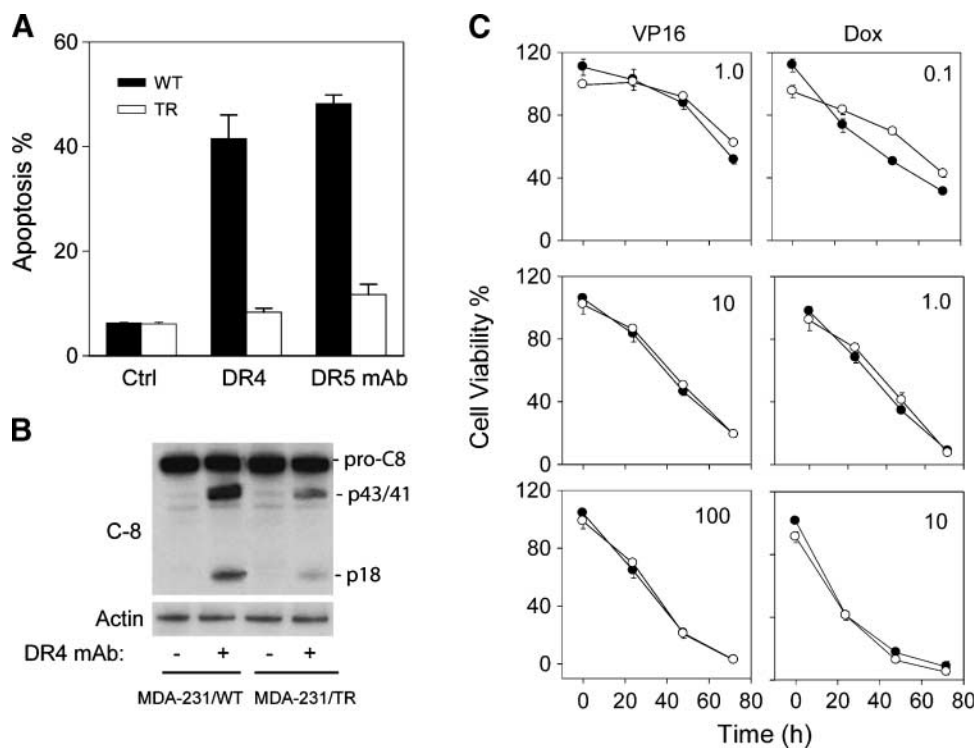 A
60
40
20
0
Apoptosis %
WT
TR
Ctrl DR4 DR5 mAb
B
C-8
pro-C8
p43/41
p18
Actin
DR4 mAb: - + - +
MDA-231/WT MDA-231/TR
C
VP16 Dox
Cell Viability %
120
80
40
0
1.0
0.1
120
80
40
0
10
1.0
120
80
40
0
100
10
0 20 40 60 80 0 20 40 60 80
Time (h)